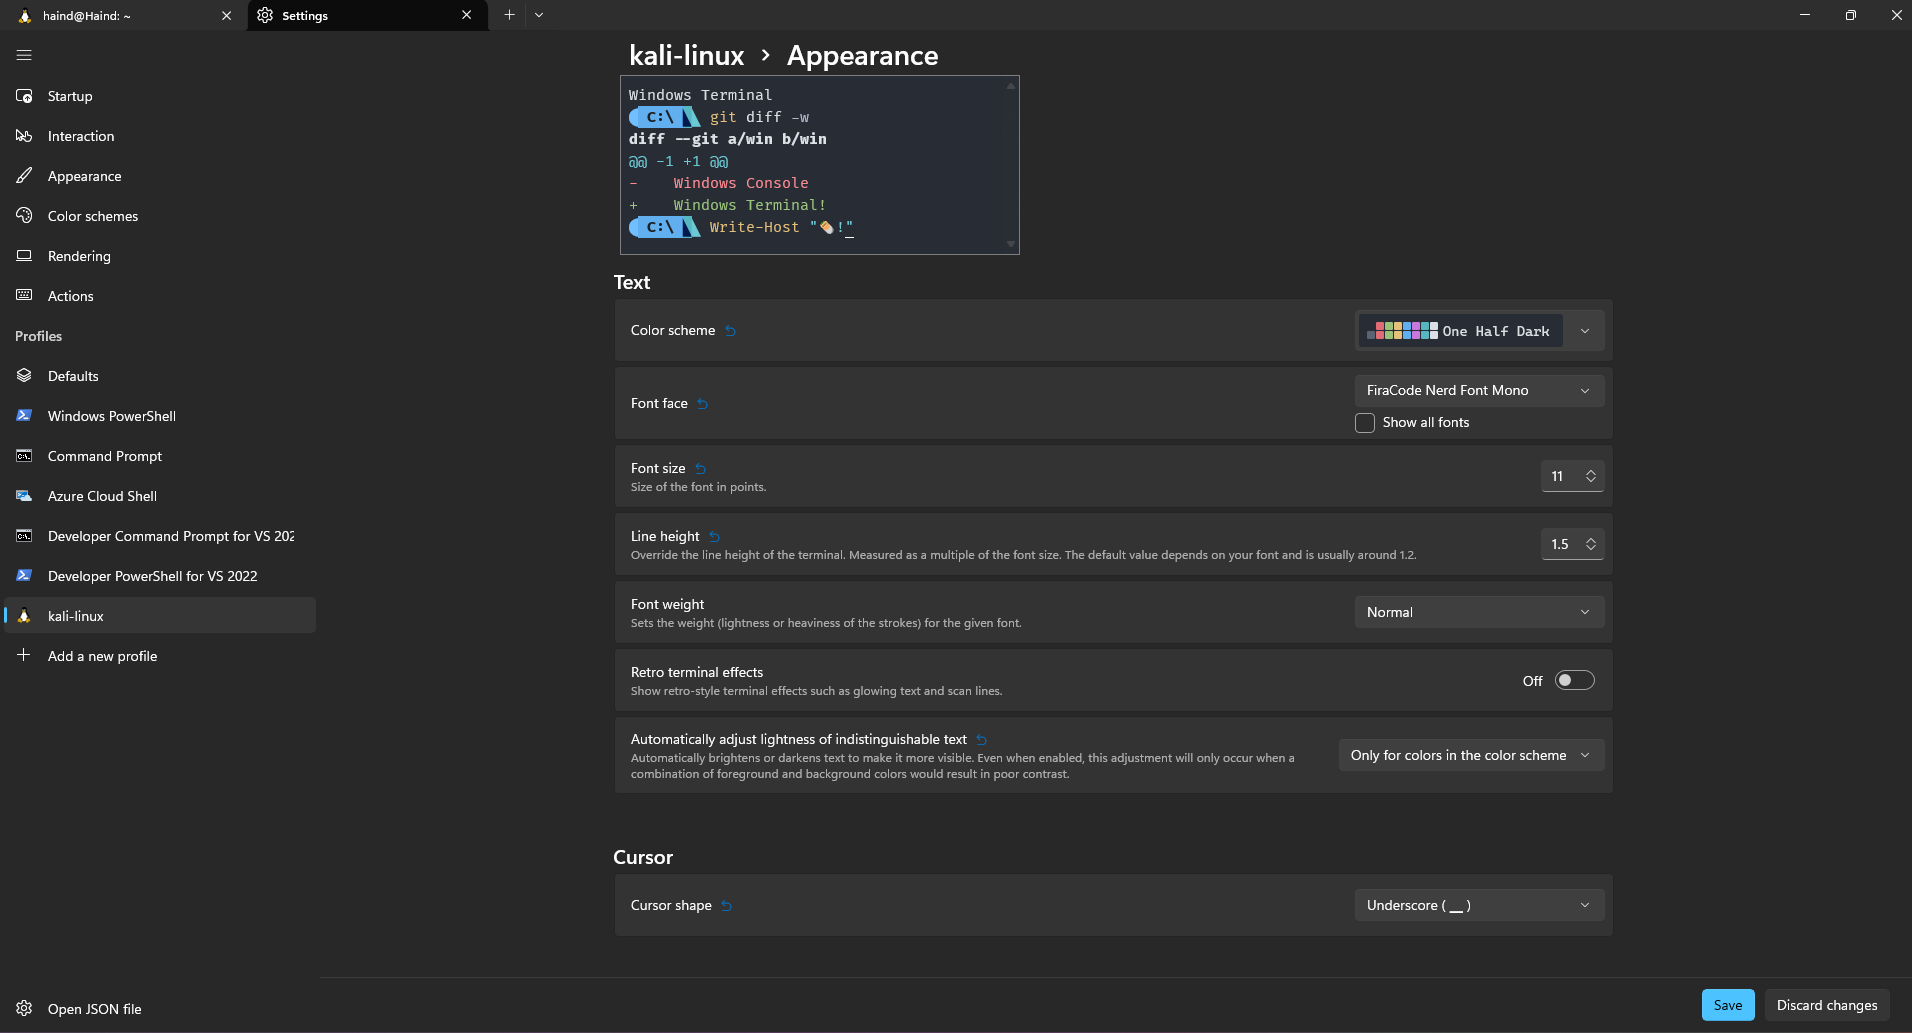 haind@Haind: ~
Settings
Startup
Interaction
Appearance
Color schemes
Rendering
Actions
Profiles
Defaults
Windows PowerShell
Command Prompt
Azure Cloud Shell
Developer Command Prompt for VS 202
Developer PowerShell for VS 2022
kali-linux
Add a new profile
Open JSON file
kali-linux > Appearance
Windows Terminal
C:\ git diff -w
diff --git a/win b/win
@@ -1 +1 @@
- Windows Console
+ Windows Terminal!
C:\ Write-Host "✏️!"_
Text
Color scheme
One Half Dark
Font face
FiraCode Nerd Font Mono
Show all fonts
Font size
Size of the font in points.
11
Line height
Override the line height of the terminal. Measured as a multiple of the font size. The default value depends on your font and is usually around 1.2.
1.5
Font weight
Sets the weight (lightness or heaviness of the strokes) for the given font.
Normal
Retro terminal effects
Show retro-style terminal effects such as glowing text and scan lines.
Off
Automatically adjust lightness of indistinguishable text
Automatically brightens or darkens text to make it more visible. Even when enabled, this adjustment will only occur when a
combination of foreground and background colors would result in poor contrast.
Only for colors in the color scheme
Cursor
Cursor shape
Underscore ( ▁ )
Save
Discard changes